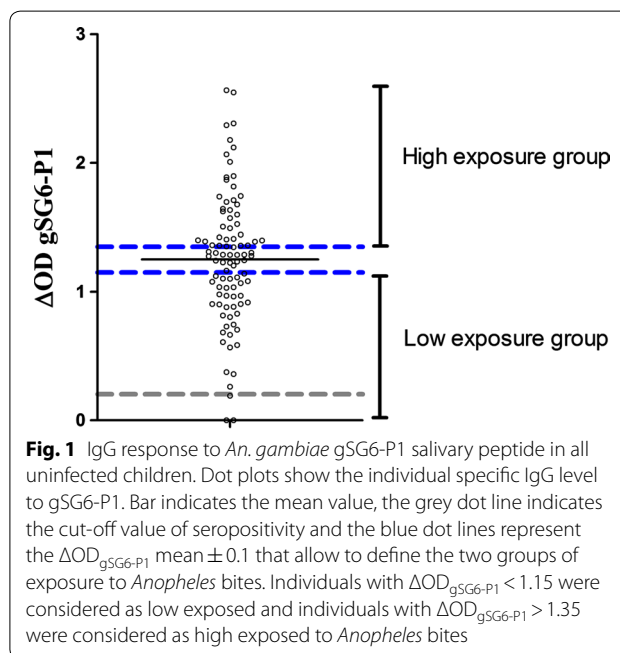 3
High exposure group
2
ΔOD gSG6-P1
1
Low exposure group
0
Fig. 1 IgG response to An. gambiae gSG6-P1 salivary peptide in all
uninfected children. Dot plots show the individual specific IgG level
to gSG6-P1. Bar indicates the mean value, the grey dot line indicates
the cut-off value of seropositivity and the blue dot lines represent
the ΔODgSG6-P1 mean ± 0.1 that allow to define the two groups of
exposure to Anopheles bites. Individuals with ΔODgSG6-P1 < 1.15 were
considered as low exposed and individuals with ΔODgSG6-P1 > 1.35
were considered as high exposed to Anopheles bites